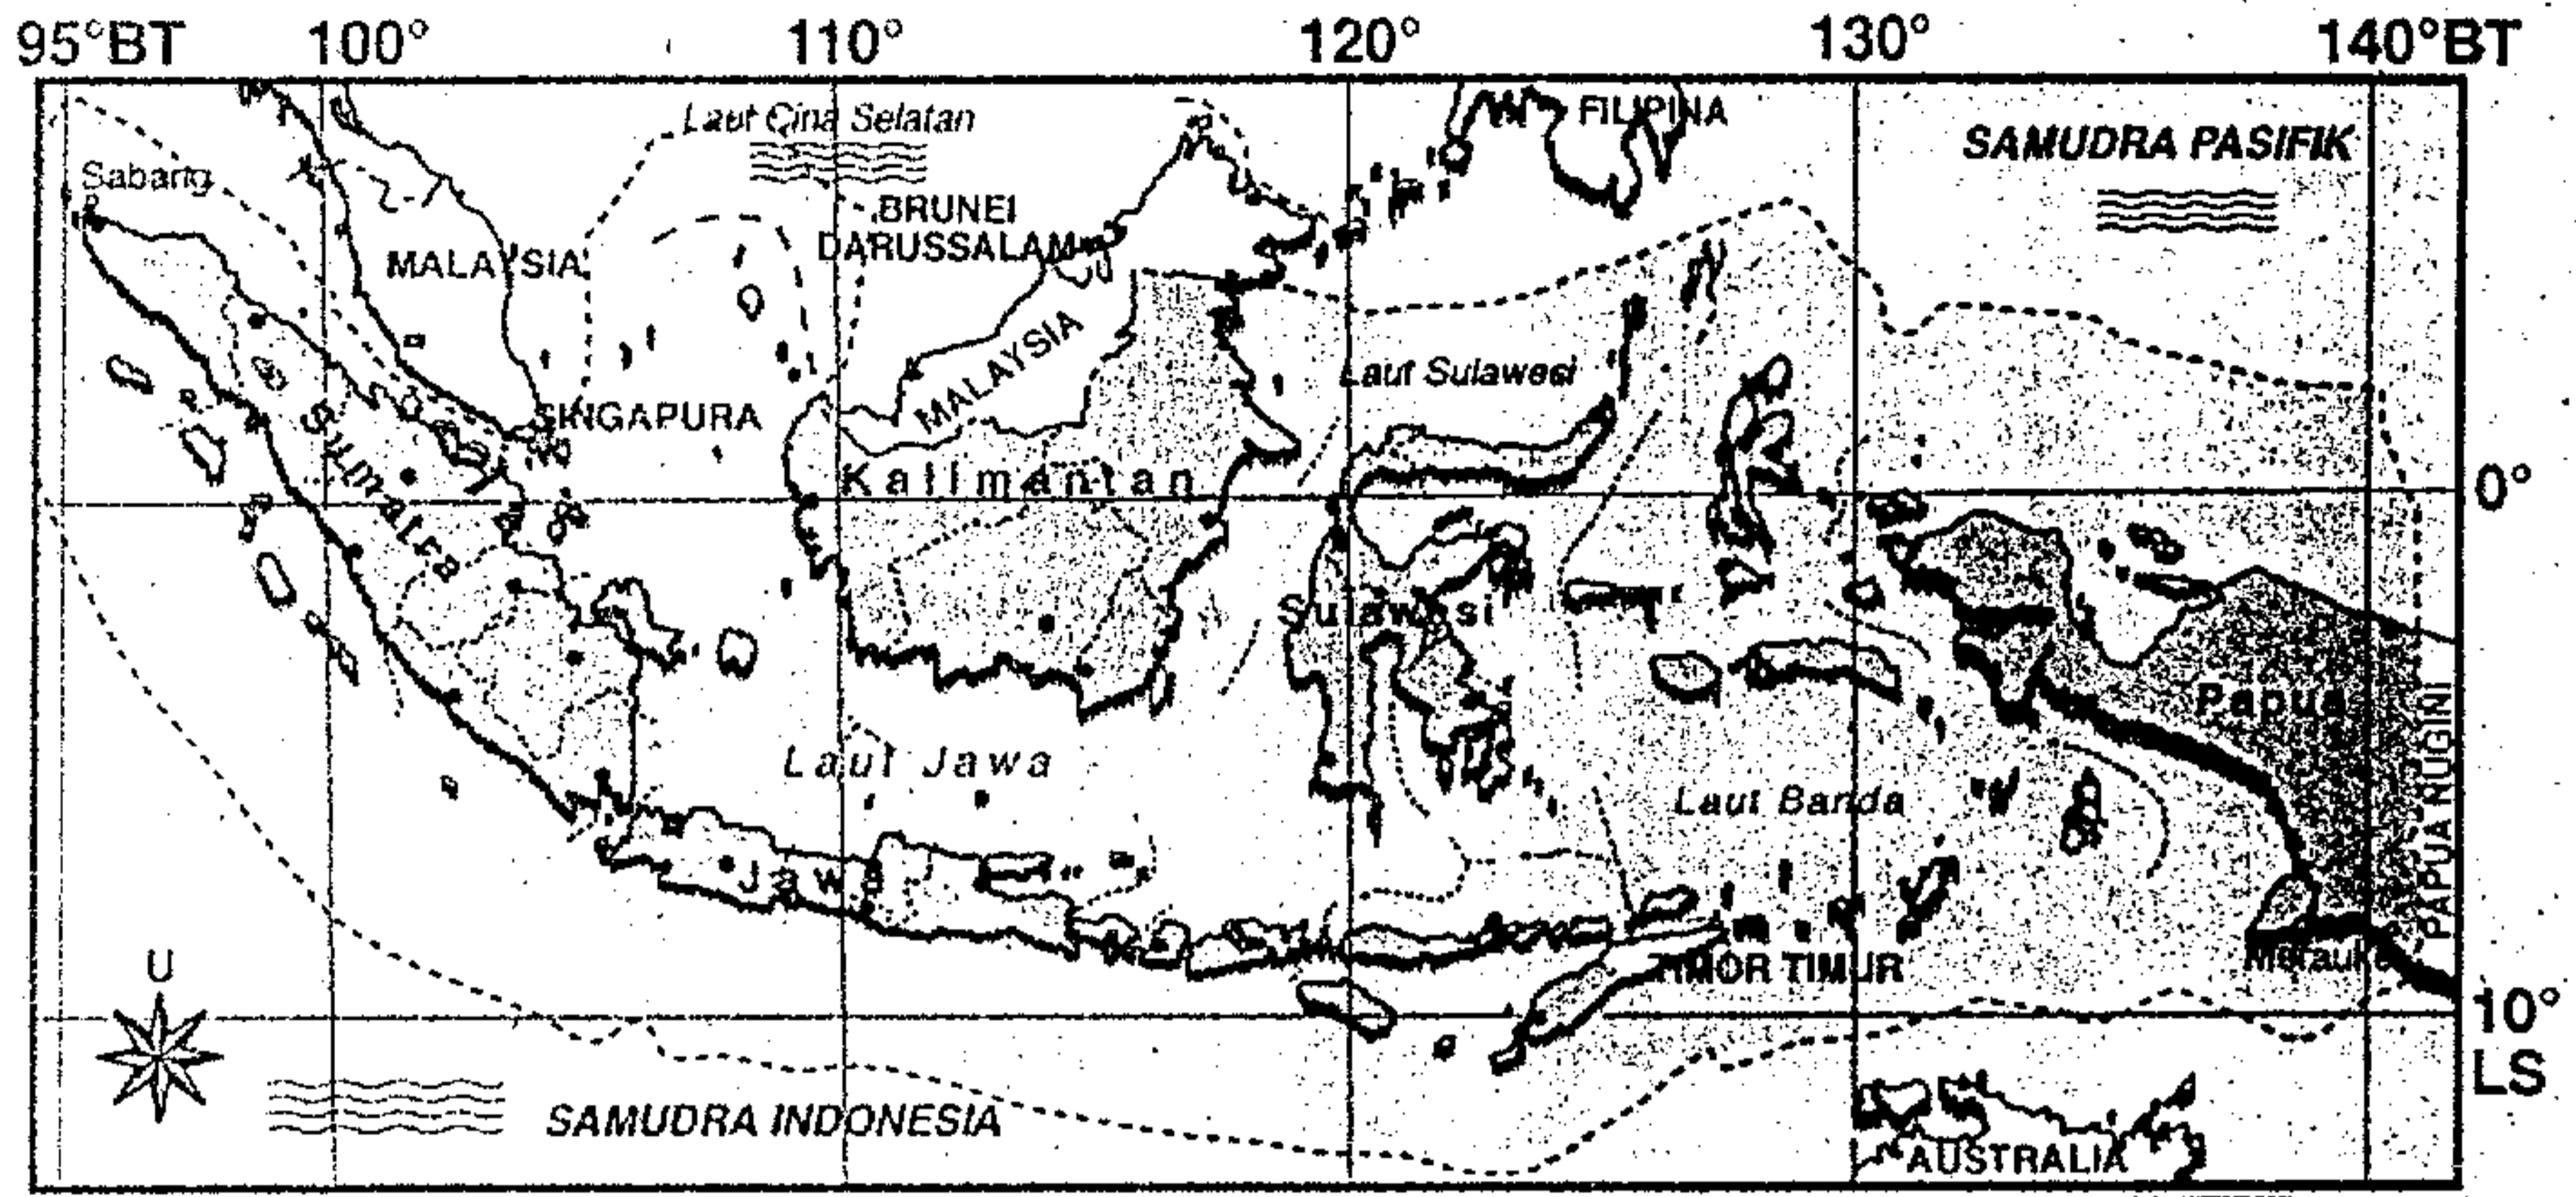 95°BT 100° 110° 120° 130° 140°BT
Laut Cina Selatan
FILIPINA
SAMUDRA PASIFIK
Sabang
BRUNEI
DARUSSALAM
MALAYSIA
MALAYSIA
Laut Sulawesi
SINGAPURA
Sumatra
Kalimantan
0°
Sulawesi
Papua
PAPUA NUGINI
Laut Jawa
Laut Banda
Jawa
TIMOR TIMUR
Merauke
U
10°
LS
SAMUDRA INDONESIA
AUSTRALIA